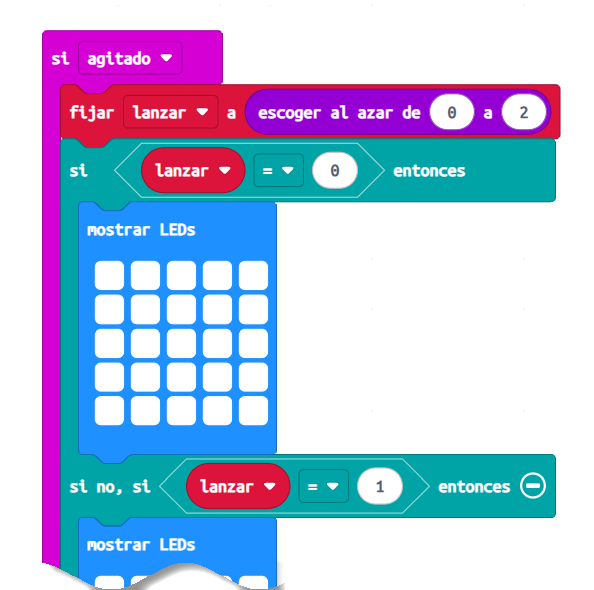 si agitado
fijar lanzar a escoger al azar de 0 a 2
si lanzar = 0 entonces
mostrar LEDs
si no, si lanzar = 1 entonces
mostrar LEDs